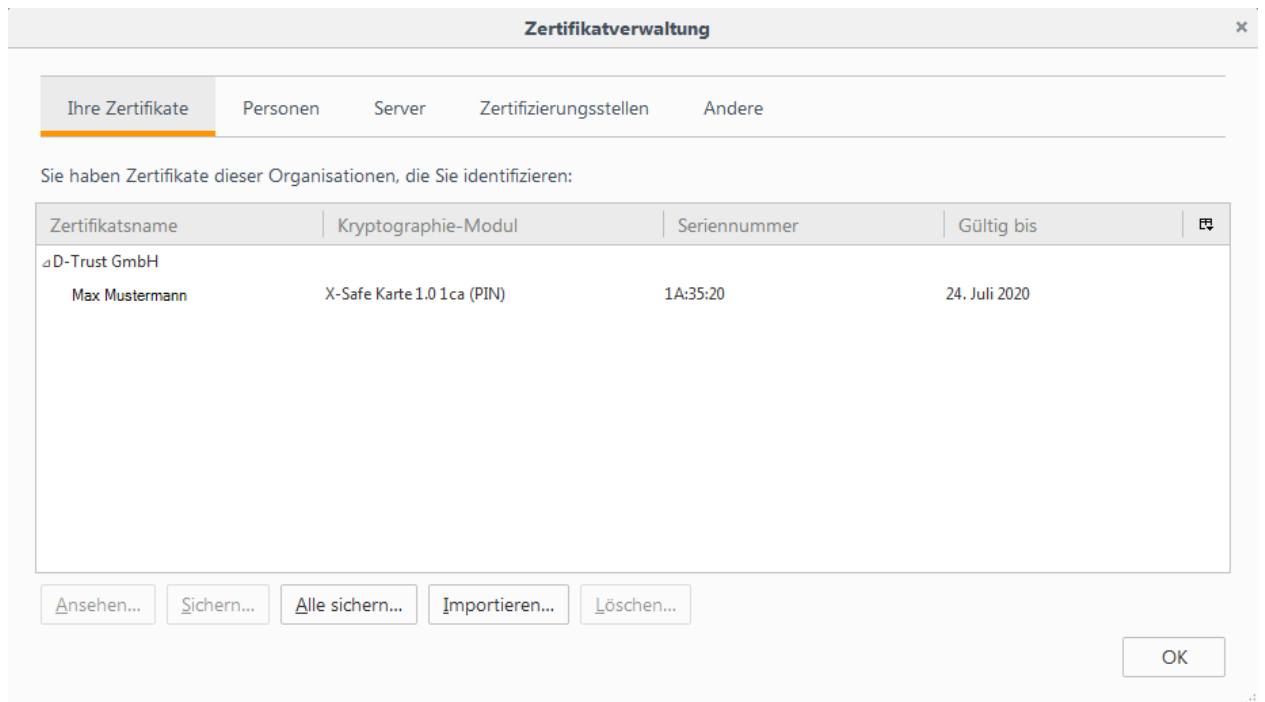 Zertifikatverwaltung
Ihre Zertifikate Personen Server Zertifizierungsstellen Andere
Sie haben Zertifikate dieser Organisationen, die Sie identifizieren:
Zertifikatsname Kryptographie-Modul Seriennummer Gültig bis
D-Trust GmbH
Max Mustermann X-Safe Karte 1.0 1ca (PIN) 1A:35:20 24. Juli 2020
Ansehen... Sichern... Alle sichern... Importieren... Löschen...
OK